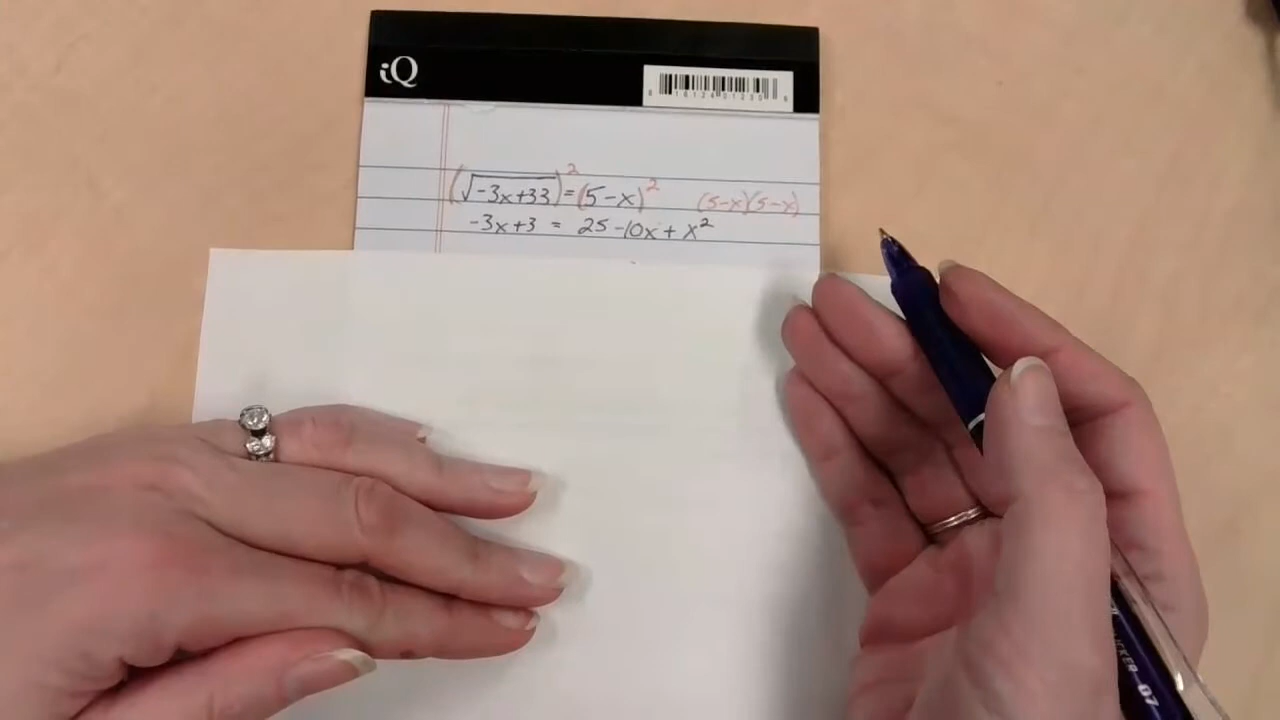 iQ
(√-3x+33)² = (5-x)² (5-x)(5-x)
-3x+3 = 25-10x+x²